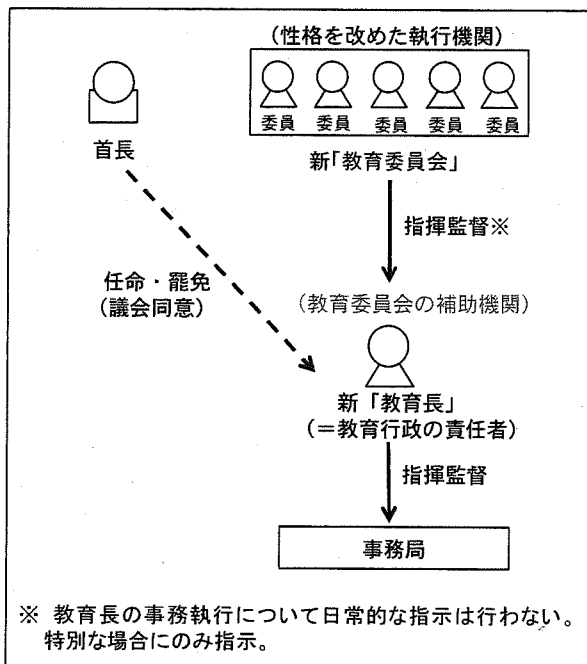 (性格を改めた執行機関)
委員 委員 委員 委員 委員
首長
新「教育委員会」
指揮監督※
任命・罷免
(議会同意)
(教育委員会の補助機関)
新「教育長」
(=教育行政の責任者)
指揮監督
事務局
※ 教育長の事務執行について日常的な指示は行わない。
特別な場合にのみ指示。